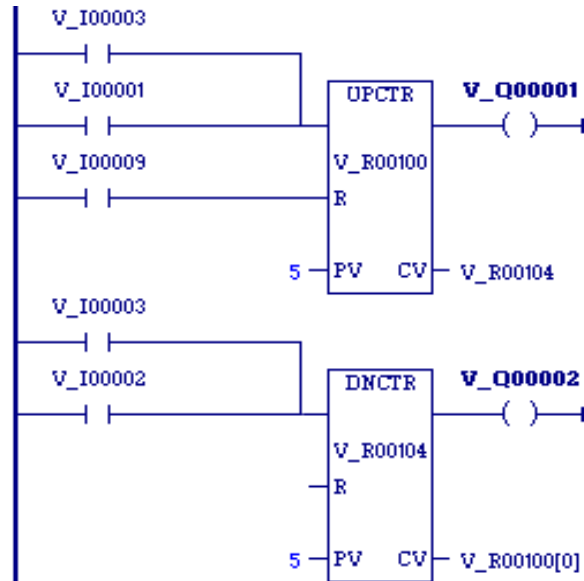 V_I00003
V_I00001
UPCTR
V_Q00001
V_I00009
V_R00100
R
5
PV CV
V_R00104
V_I00003
V_I00002
DNCTR
V_Q00002
V_R00104
R
5
PV CV
V_R00100[0]